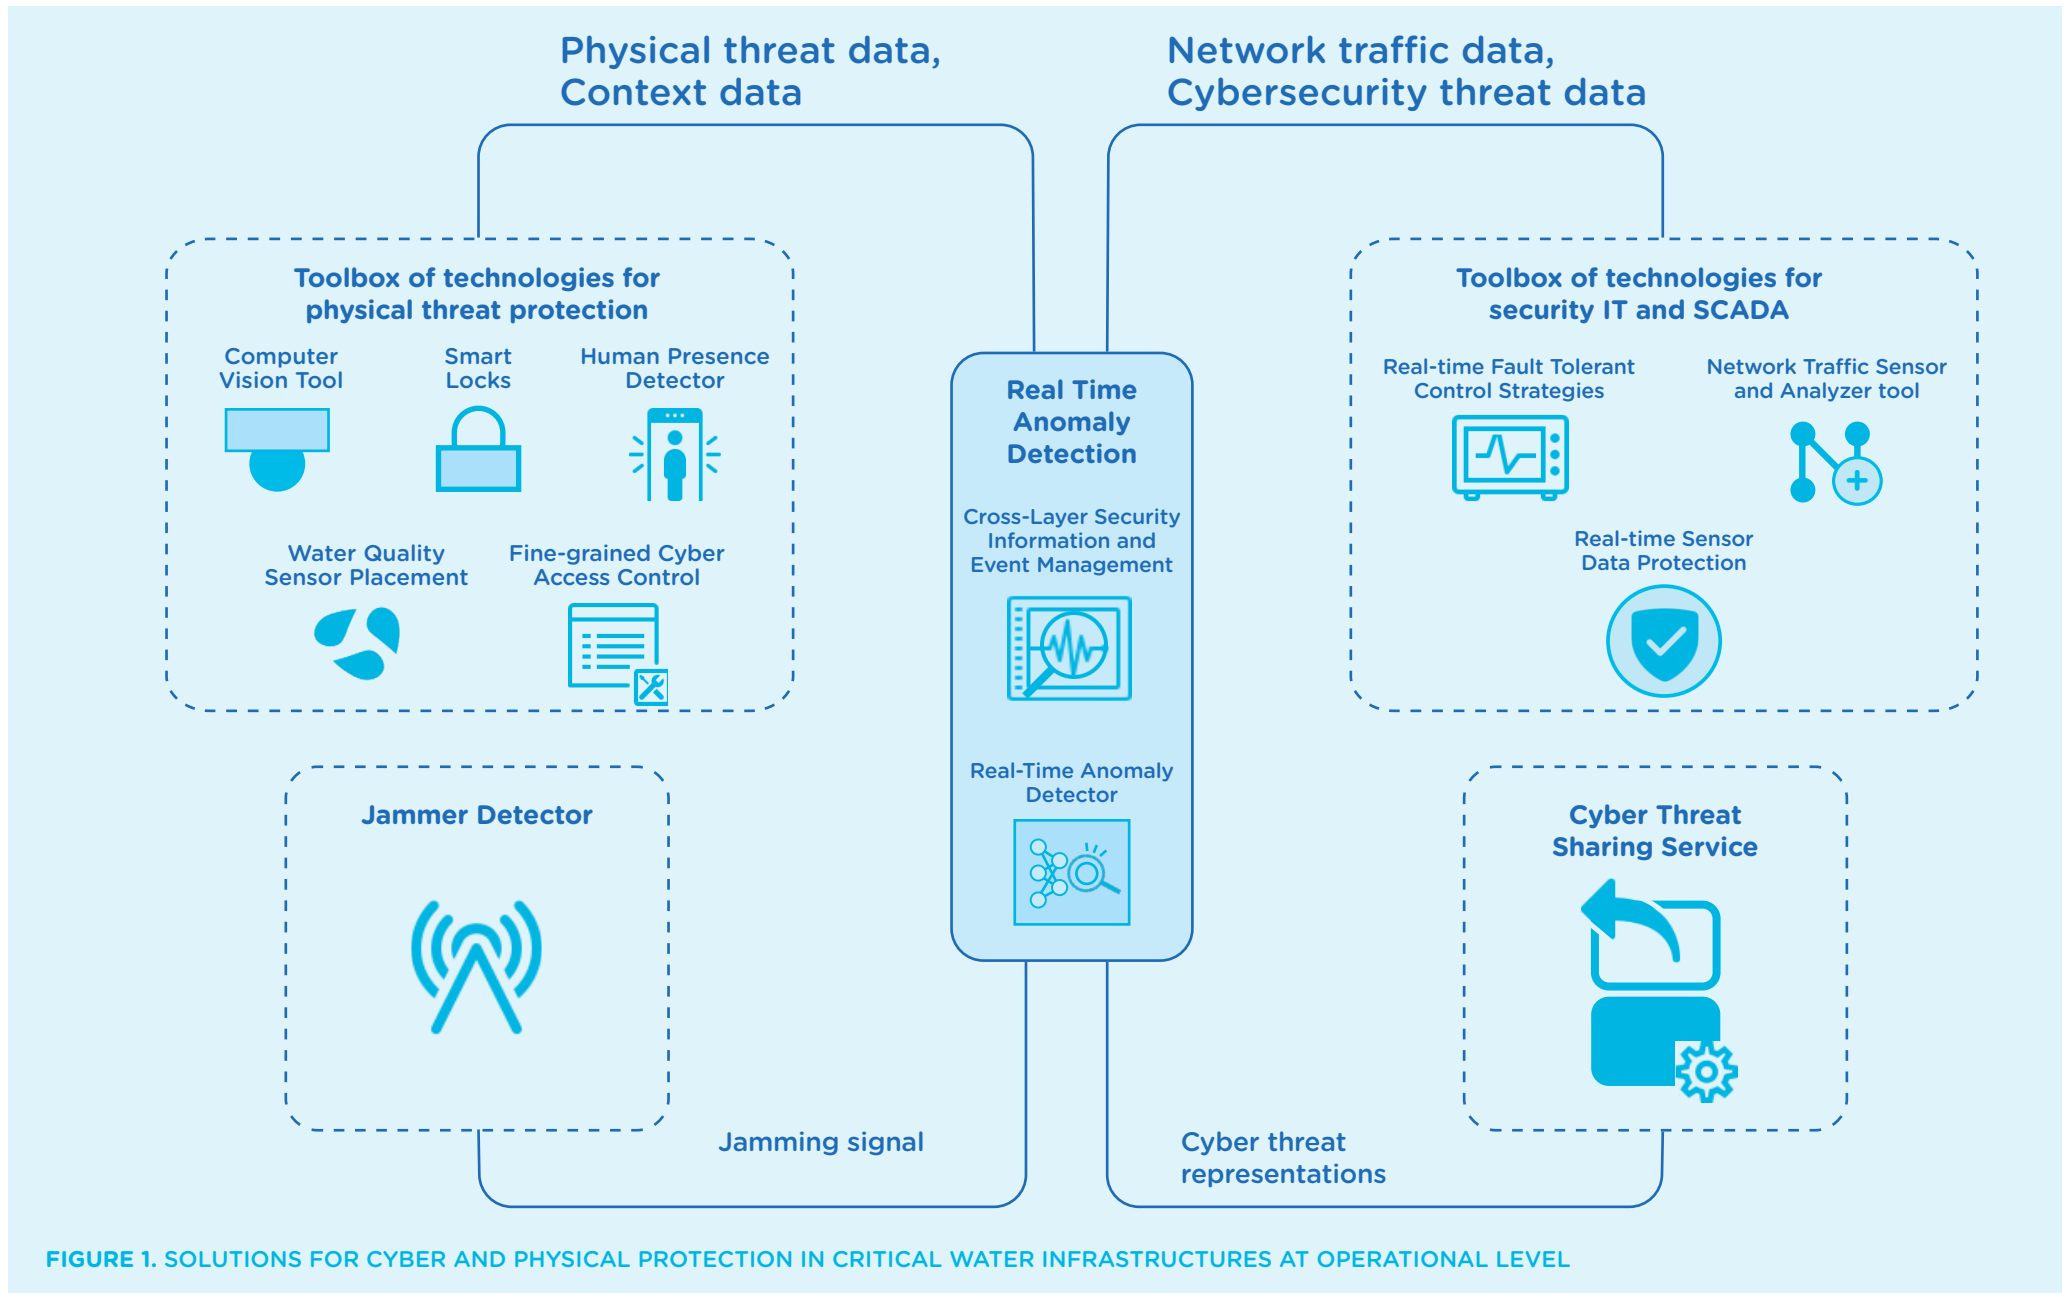 Physical threat data,
Context data
Network traffic data,
Cybersecurity threat data
Toolbox of technologies for
physical threat protection
Computer
Vision Tool
Smart
Locks
Human Presence
Detector
Water Quality
Sensor Placement
Fine-grained Cyber
Access Control
Real Time
Anomaly
Detection
Cross-Layer Security
Information and
Event Management
Real-Time Anomaly
Detector
Toolbox of technologies for
security IT and SCADA
Real-time Fault Tolerant
Control Strategies
Network Traffic Sensor
and Analyzer tool
Real-time Sensor
Data Protection
Jammer Detector
Cyber Threat
Sharing Service
Jamming signal
Cyber threat
representations
FIGURE 1. SOLUTIONS FOR CYBER AND PHYSICAL PROTECTION IN CRITICAL WATER INFRASTRUCTURES AT OPERATIONAL LEVEL